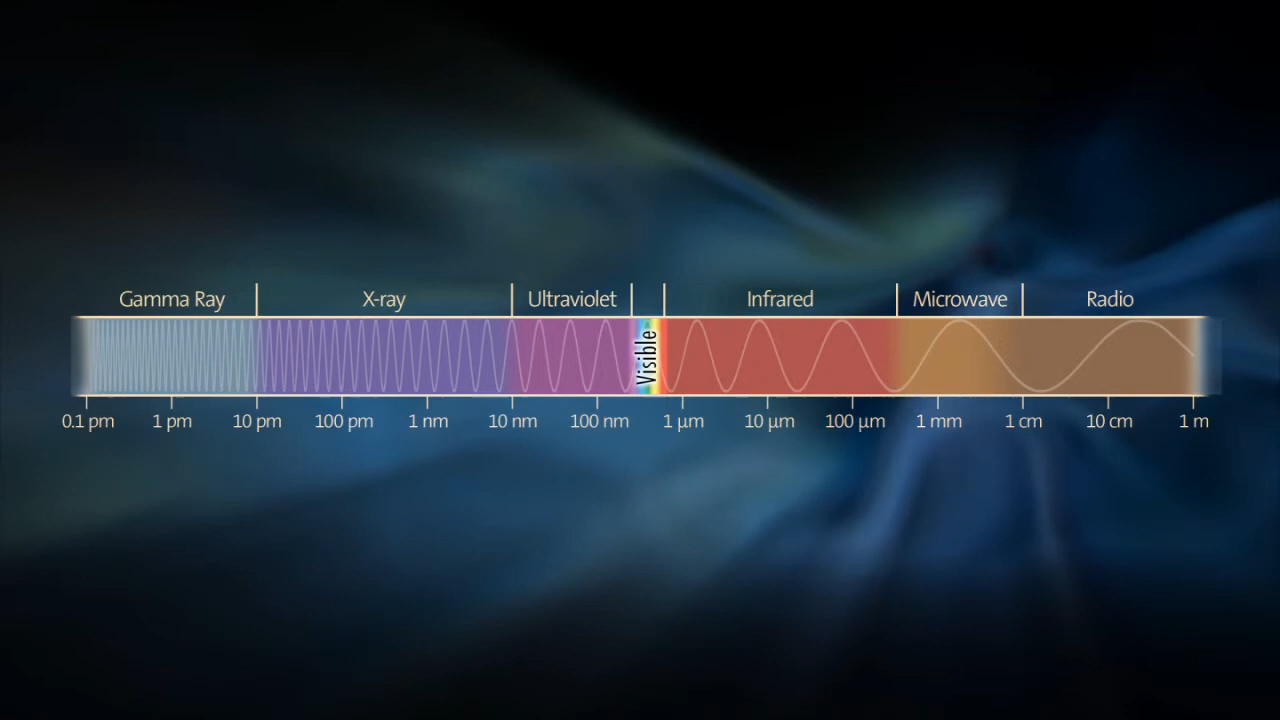 Gamma Ray X-ray Ultraviolet Infrared Microwave Radio
Visible
0.1 pm 1 pm 10 pm 100 pm 1 nm 10 nm 100 nm 1 µm 10 µm 100 µm 1 mm 1 cm 10 cm 1 m